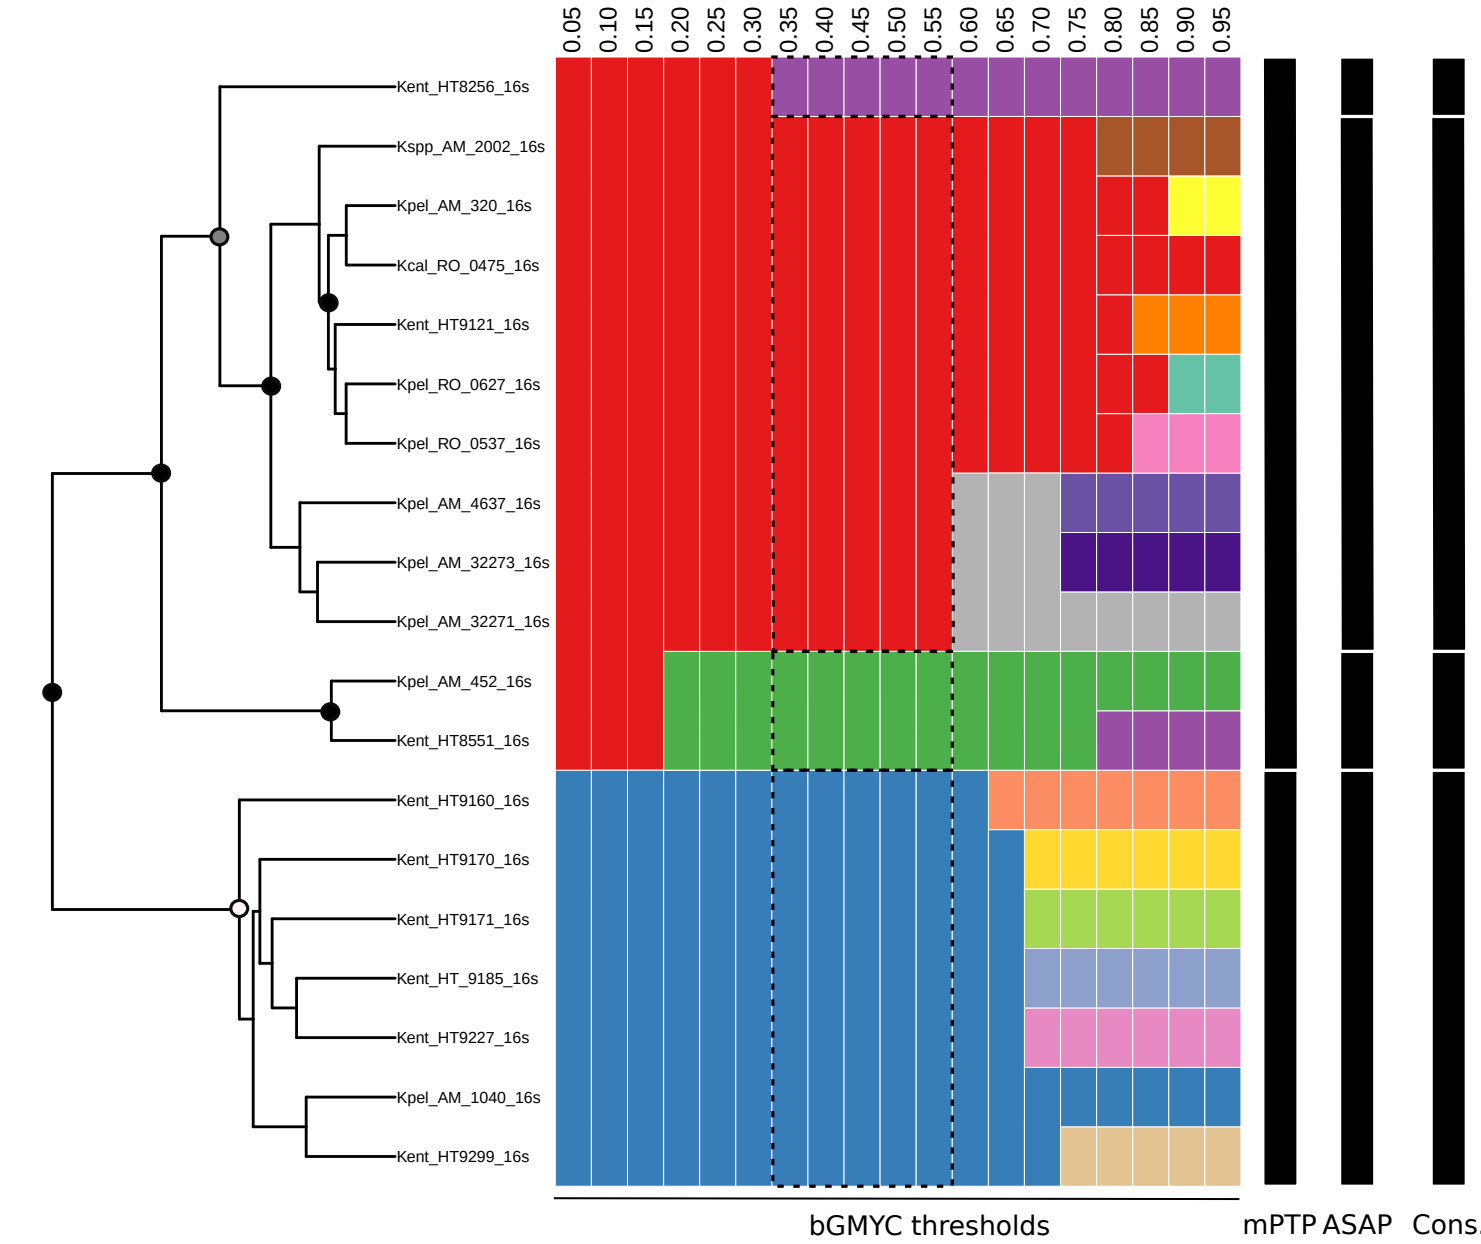 0.05 0.10 0.15 0.20 0.25 0.30 0.35 0.40 0.45 0.50 0.55 0.60 0.65 0.70 0.75 0.80 0.85 0.90 0.95
Kent_HT8256_16s
Kspp_AM_2002_16s
Kpel_AM_320_16s
Kcal_RO_0475_16s
Kent_HT9121_16s
Kpel_RO_0627_16s
Kpel_RO_0537_16s
Kpel_AM_4637_16s
Kpel_AM_32273_16s
Kpel_AM_32271_16s
Kpel_AM_452_16s
Kent_HT8551_16s
Kent_HT9160_16s
Kent_HT9170_16s
Kent_HT9171_16s
Kent_HT_9185_16s
Kent_HT9227_16s
Kpel_AM_1040_16s
Kent_HT9299_16s
bGMYC thresholds mPTP ASAP Cons.